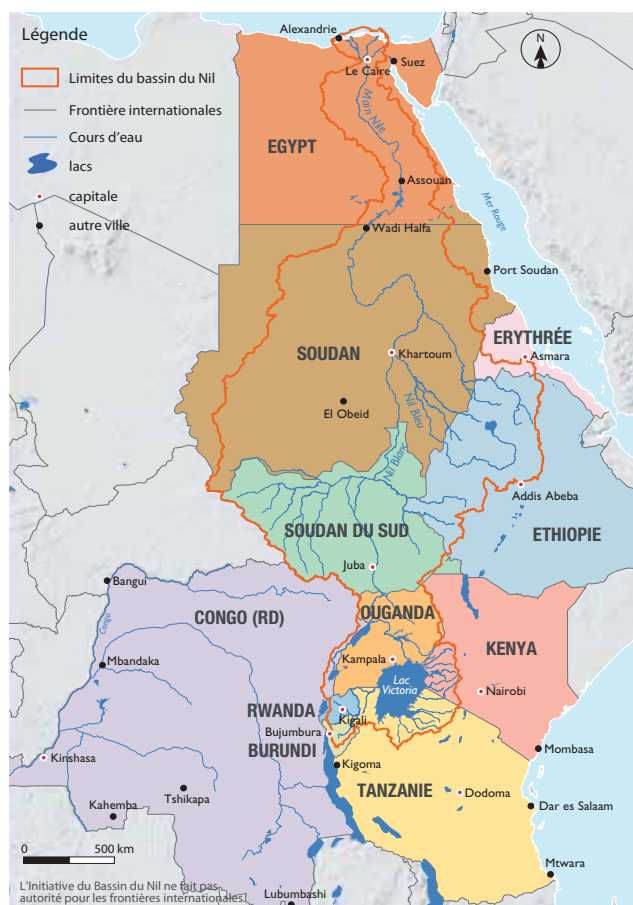 Légende
Limites du bassin du Nil
Frontière internationales
Cours d'eau
lacs
capitale
autre ville
N
Alexandrie
Le Caire
Suez
Main Nile
EGYPT
Assouan
Mer Rouge
Wadi Halfa
Port Soudan
ERYTHRÉE
Asmara
SOUDAN
Khartoum
El Obeid
Nil Bleu
Nil Blanc
Addis Abeba
SOUDAN DU SUD
ETHIOPIE
Juba
Bangui
CONGO (RD)
OUGANDA
Congo
KENYA
Mbandaka
Kampala
Lac
Victoria
Nairobi
RWANDA
Kigali
Bujumbura
BURUNDI
Mombasa
Kinshasa
Kigoma
TANZANIE
Tshikapa
Dodoma
Kahemba
Dar es Salaam
0 500 km
Mtwara
L'Initiative du Bassin du Nil ne fait pas
autorité pour les frontières internationales.
Lubumbashi